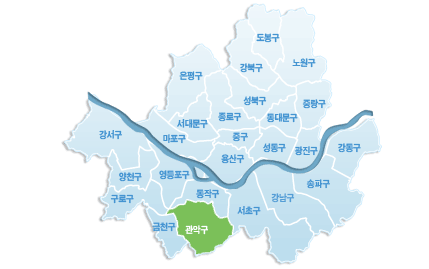 도봉구
노원구
강북구
은평구
성북구
중랑구
종로구
동대문구
서대문구
강서구
마포구
중구
성동구
광진구
강동구
용산구
양천구
영등포구
송파구
동작구
구로구
강남구
서초구
금천구
관악구